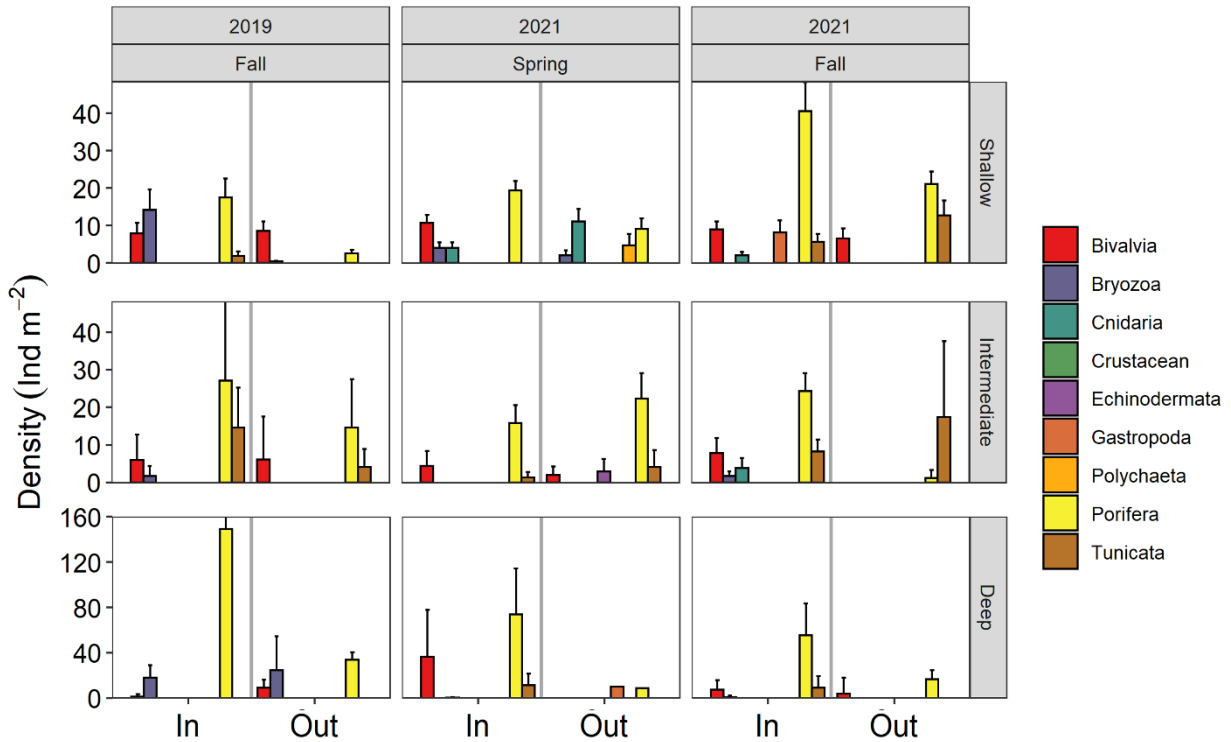 2019
2021
2021
Fall
Spring
Fall
Density (Ind m⁻²)
40
30
20
10
0
Shallow
40
30
20
10
0
Intermediate
160
120
80
40
0
Deep
In
Out
In
Out
In
Out
Bivalvia
Bryozoa
Cnidaria
Crustacean
Echinodermata
Gastropoda
Polychaeta
Porifera
Tunicata